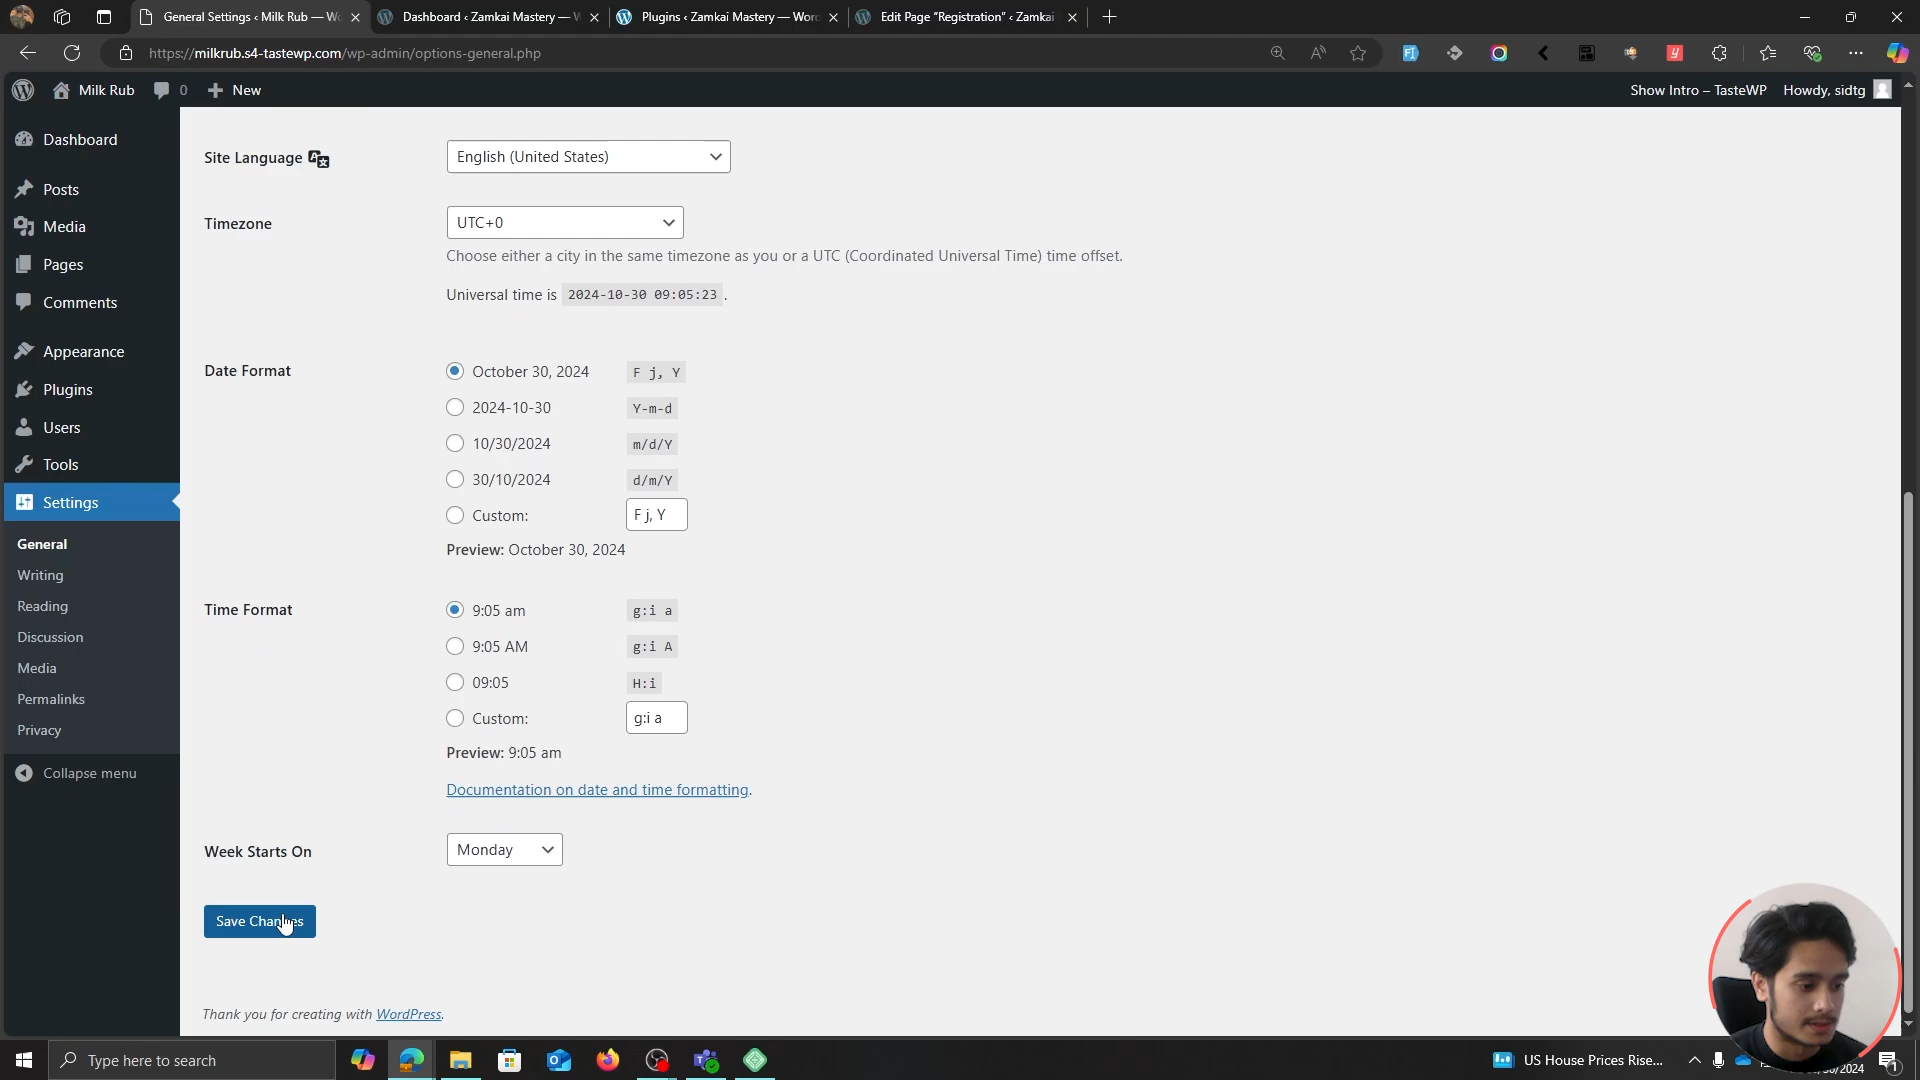 General Settings ‹ Milk Rub — Wo
Dashboard ‹ Zamkai Mastery — W
Plugins ‹ Zamkai Mastery — Word
Edit Page "Registration" ‹ Zamkai
https://milkrub.s4-tastewp.com/wp-admin/options-general.php
Milk Rub
0
New
Show Intro – TasteWP
Howdy, sidtg
Dashboard
Posts
Media
Pages
Comments
Appearance
Plugins
Users
Tools
Settings
General
Writing
Reading
Discussion
Media
Permalinks
Privacy
Collapse menu
Site Language
English (United States)
Timezone
UTC+0
Choose either a city in the same timezone as you or a UTC (Coordinated Universal Time) time offset.
Universal time is 2024-10-30 09:05:23 .
Date Format
October 30, 2024 F j, Y
2024-10-30 Y-m-d
10/30/2024 m/d/Y
30/10/2024 d/m/Y
Custom: F j, Y
Preview: October 30, 2024
Time Format
9:05 am g:i a
9:05 AM g:i A
09:05 H:i
Custom: g:i a
Preview: 9:05 am
Documentation on date and time formatting.
Week Starts On
Monday
Save Changes
Thank you for creating with WordPress.
Type here to search
US House Prices Rise...
/2024
1